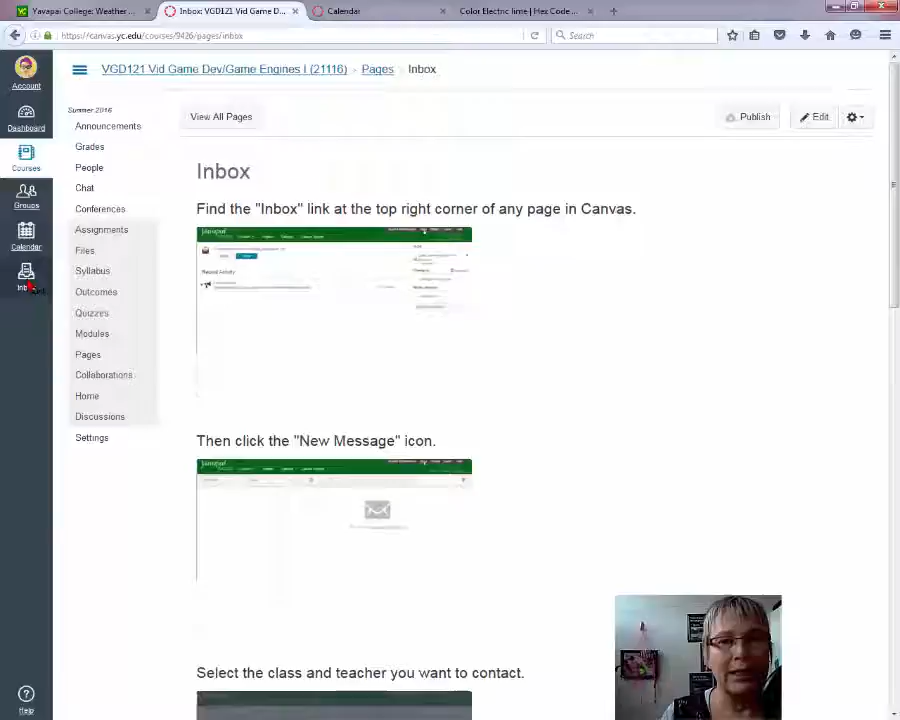 Yavapai College: Weather ...
Inbox: VGD121 Vid Game D...
Calendar
Color Electric lime | Hex Code ...
https://canvas.yc.edu/courses/9426/pages/inbox
Search
Account
Dashboard
Courses
Groups
Calendar
Help
VGD121 Vid Game Dev/Game Engines I (21116)
Pages
Inbox
Summer 2016
Announcements
Grades
People
Chat
Conferences
Assignments
Files
Syllabus
Outcomes
Quizzes
Modules
Pages
Collaborations
Home
Discussions
Settings
View All Pages
Publish
Edit
Inbox
Find the "Inbox" link at the top right corner of any page in Canvas.
Then click the "New Message" icon.
Select the class and teacher you want to contact.